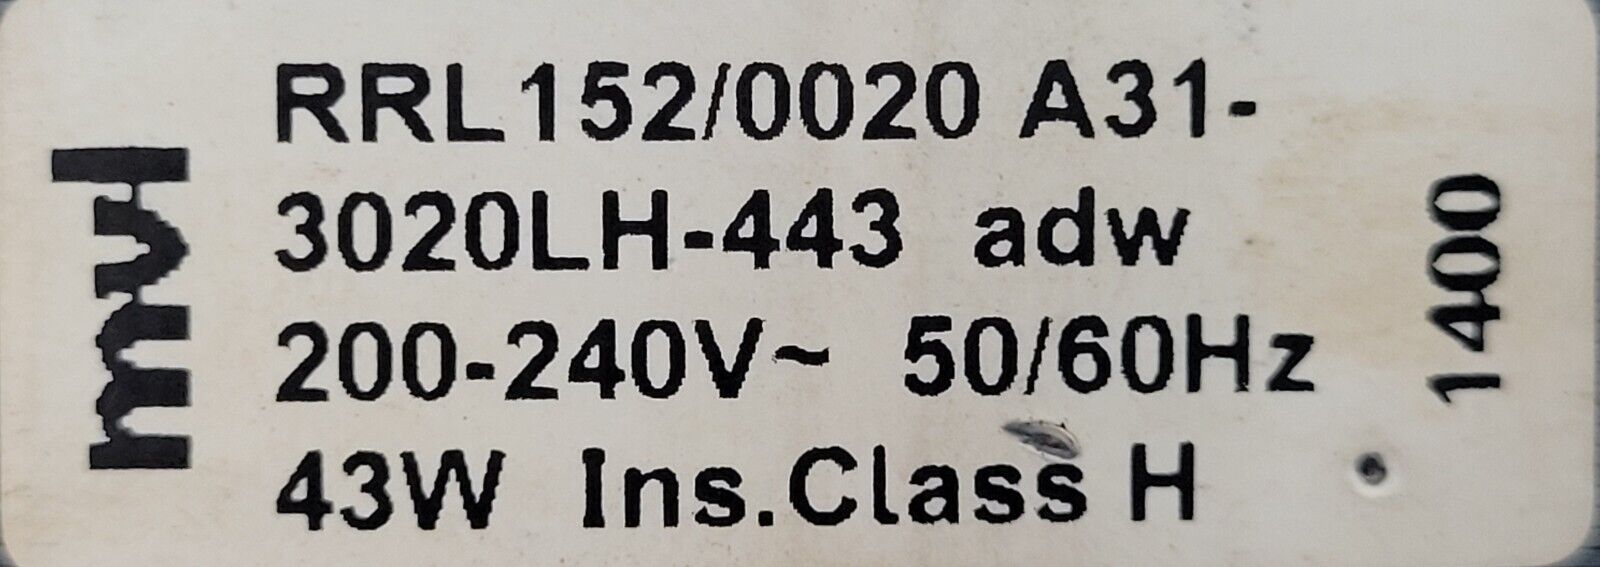 mvl
RRL152/0020 A31-
3020LH-443 adw
200-240V~ 50/60Hz
43W Ins.Class H
1400